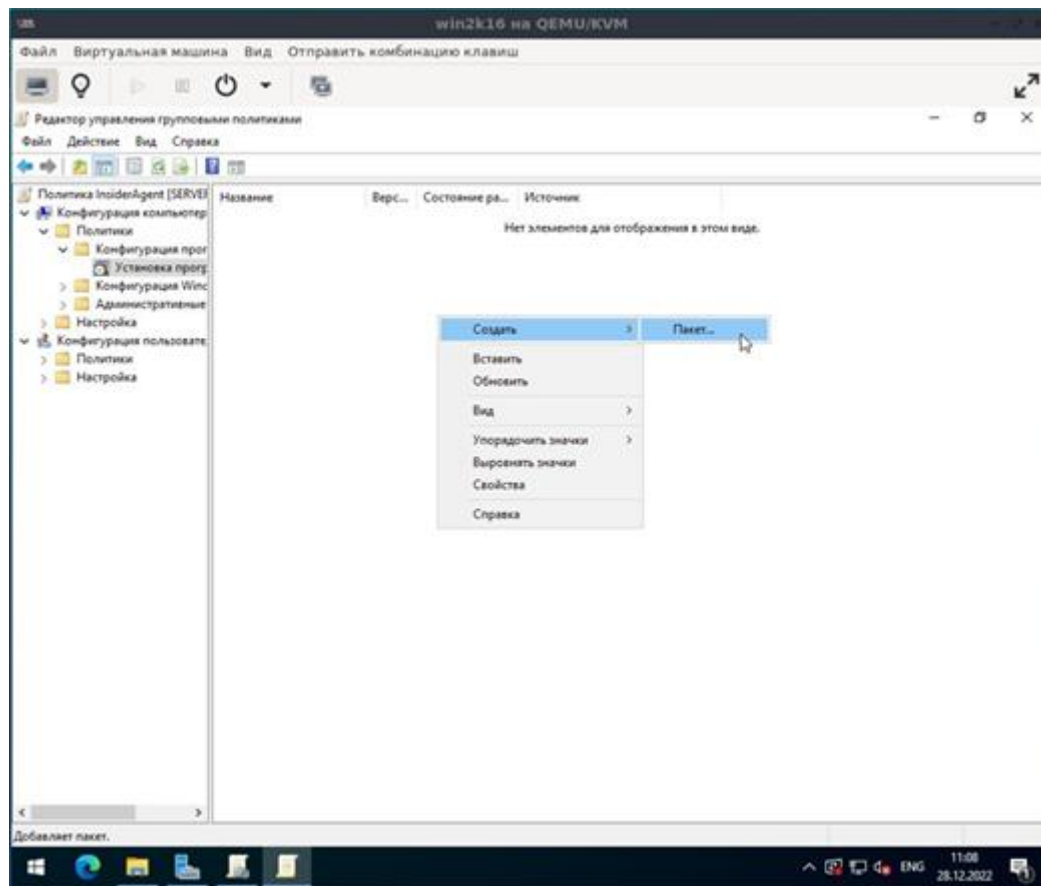 win2k16 на QEMU/KVM
Файл Виртуальная машина Вид Отправить комбинацию клавиш
Редактор управления групповыми политиками
Файл Действие Вид Справка
Политика InsiderAgent [SERVER
Название Верс... Состояние ра... Источник
Конфигурация компьютер
Нет элементов для отображения в этом виде.
Политики
Конфигурация прог
Установка прогр
Конфигурация Winc
Административные
Настройка
Конфигурация пользовате
Политики
Настройка
Создать
Пакет...
Вставить
Обновить
Вид
Упорядочить значки
Выровнять значки
Свойства
Справка
Добавляет пакет.
ENG
11:08
28.12.2022